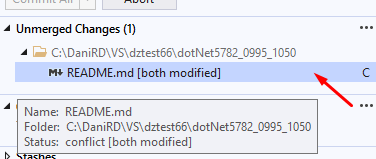 Commit All
Abort
Unmerged Changes (1)
C:\DaniRD\VS\dztest66\dotNet5782_0995_1050
M+ README.md [both modified] C
Name: README.md
Folder: C:\DaniRD\VS\dztest66\dotNet5782_0995_1050
Status: conflict [both modified]
Stashes